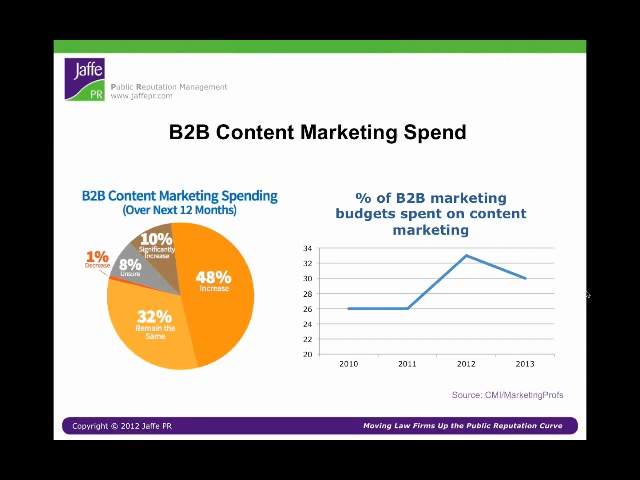 Jaffe
PR
Public Reputation Management
www.jaffepr.com
B2B Content Marketing Spend
B2B Content Marketing Spending
(Over Next 12 Months)
10%
Significantly
Increase
1%
Decrease
8%
Unsure
48%
Increase
32%
Remain the
Same
% of B2B marketing
budgets spent on content
marketing
34
32
30
28
26
24
22
20
2010 2011 2012 2013
Source: CMI/MarketingProfs
Copyright © 2012 Jaffe PR
Moving Law Firms Up the Public Reputation Curve